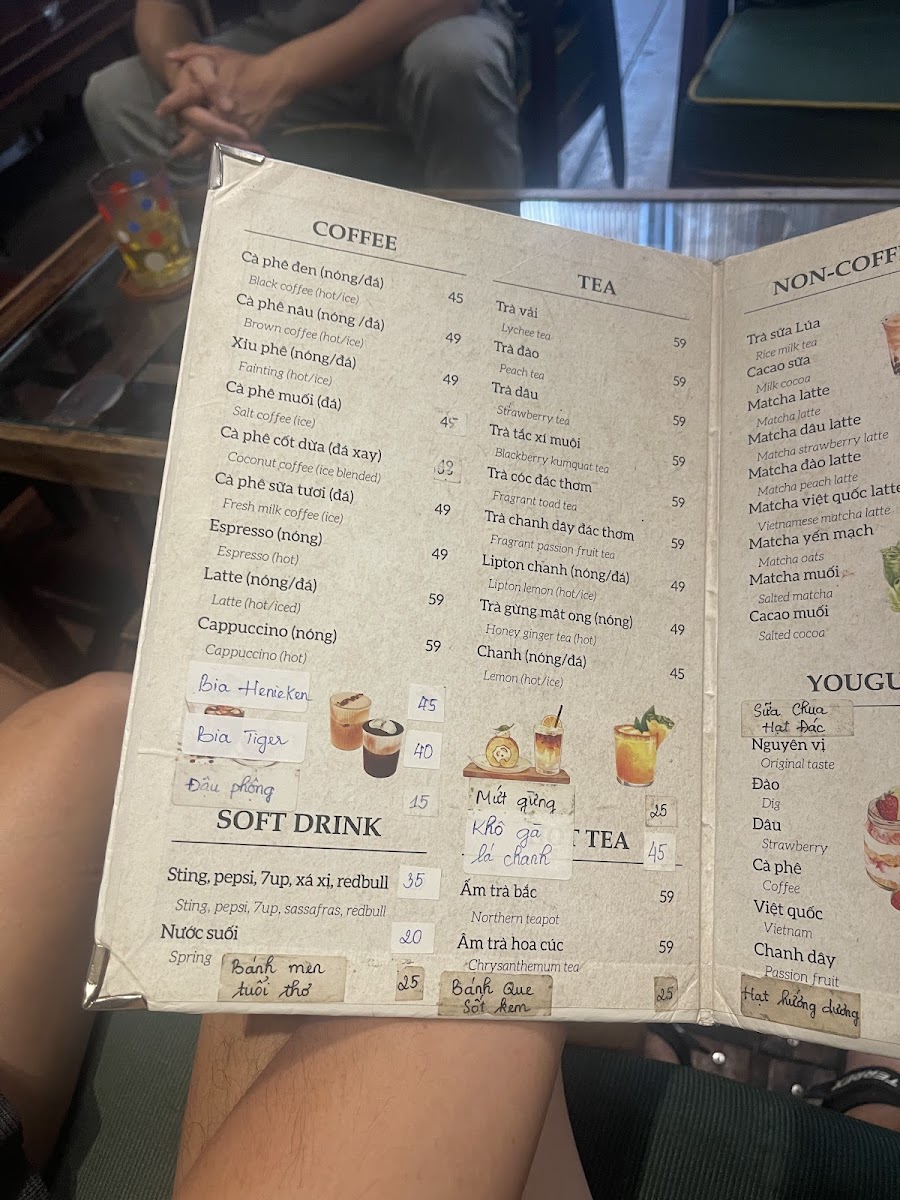 COFFEE
Cà phê đen (nóng/đá) 45
Black coffee (hot/ice)
Cà phê nâu (nóng /đá) 49
Brown coffee (hot/ice)
Xỉu phê (nóng/đá) 49
Fainting (hot/ice)
Cà phê muối (đá) 45
Salt coffee (ice)
Cà phê cốt dừa (đá xay) 49
Coconut coffee (ice blended)
Cà phê sữa tươi (đá) 49
Fresh milk coffee (ice)
Espresso (nóng) 49
Espresso (hot)
Latte (nóng/đá) 59
Latte (hot/iced)
Cappuccino (nóng) 59
Cappuccino (hot)
Bia Henieken 45
Bia Tiger 40
Đậu phộng 15
SOFT DRINK
Sting, pepsi, 7up, xá xị, redbull 35
Sting, pepsi, 7up, sassafras, redbull
Nước suối 20
Spring
Bánh men
tuổi thơ 25
TEA
Trà vải 59
Lychee tea
Trà đào 59
Peach tea
Trà dâu 59
Strawberry tea
Trà tắc xí muội 59
Blackberry kumquat tea
Trà cóc đác thơm 59
Fragrant toad tea
Trà chanh dây đác thơm 59
Fragrant passion fruit tea
Lipton chanh (nóng/đá) 49
Lipton lemon (hot/ice)
Trà gừng mật ong (nóng) 49
Honey ginger tea (hot)
Chanh (nóng/đá) 45
Lemon (hot/ice)
Mứt gừng 25
Khô gà
lá chanh 45
TEA
Ấm trà bắc 59
Northern teapot
Âm trà hoa cúc 59
Chrysanthemum tea
Bánh Que
Sốt kem 25
NON-COFF
Trà sữa Lúa
Rice milk tea
Cacao sữa
Milk cocoa
Matcha latte
Matcha latte
Matcha dâu latte
Matcha strawberry latte
Matcha đào latte
Matcha peach latte
Matcha việt quốc latte
Vietnamese matcha latte
Matcha yến mạch
Matcha oats
Matcha muối
Salted matcha
Cacao muối
Salted cocoa
YOUGU
Sữa Chua
Hạt Đác
Nguyên vị
Original taste
Đào
Dig
Dâu
Strawberry
Cà phê
Coffee
Việt quốc
Vietnam
Chanh dây
Passion fruit
Hạt hướng dương